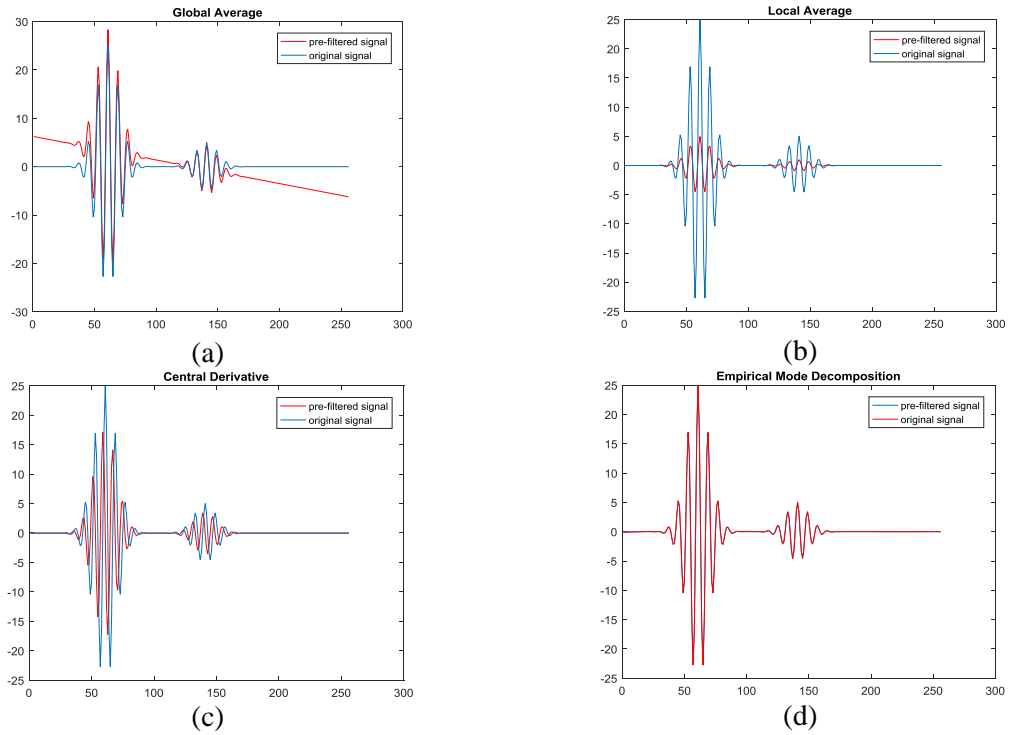 Global Average
pre-filtered signal
original signal
30
20
10
0
-10
-20
-30
0 50 100 150 200 250 300
(a)
Local Average
pre-filtered signal
original signal
25
20
15
10
5
0
-5
-10
-15
-20
-25
0 50 100 150 200 250 300
(b)
Central Derivative
pre-filtered signal
original signal
25
20
15
10
5
0
-5
-10
-15
-20
-25
0 50 100 150 200 250 300
(c)
Empirical Mode Decomposition
pre-filtered signal
original signal
25
20
15
10
5
0
-5
-10
-15
-20
-25
0 50 100 150 200 250 300
(d)